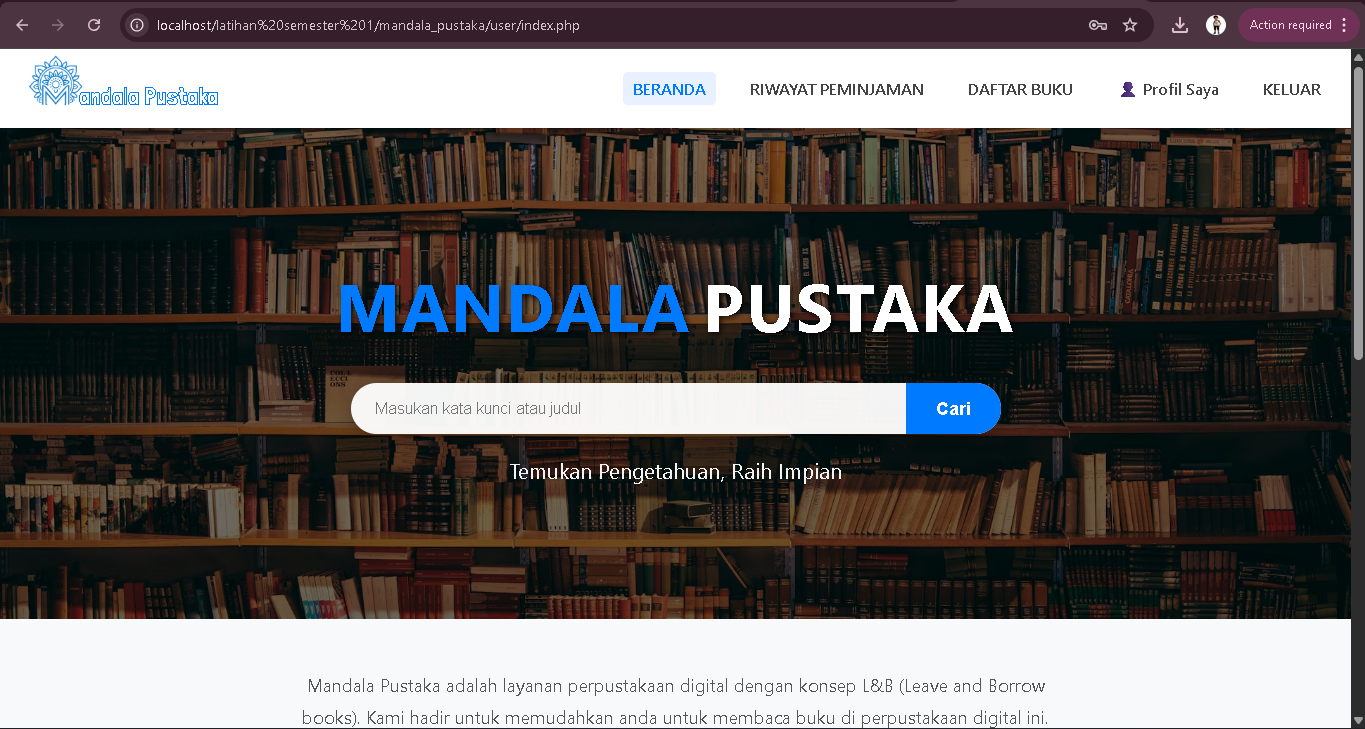 localhost/latihan%20semester%201/mandala_pustaka/user/index.php
Action required
Mandala Pustaka
BERANDA
RIWAYAT PEMINJAMAN
DAFTAR BUKU
Profil Saya
KELUAR
MANDALA PUSTAKA
Masukan kata kunci atau judul
Cari
Temukan Pengetahuan, Raih Impian
Mandala Pustaka adalah layanan perpustakaan digital dengan konsep L&B (Leave and Borrow
books). Kami hadir untuk memudahkan anda untuk membaca buku di perpustakaan digital ini.